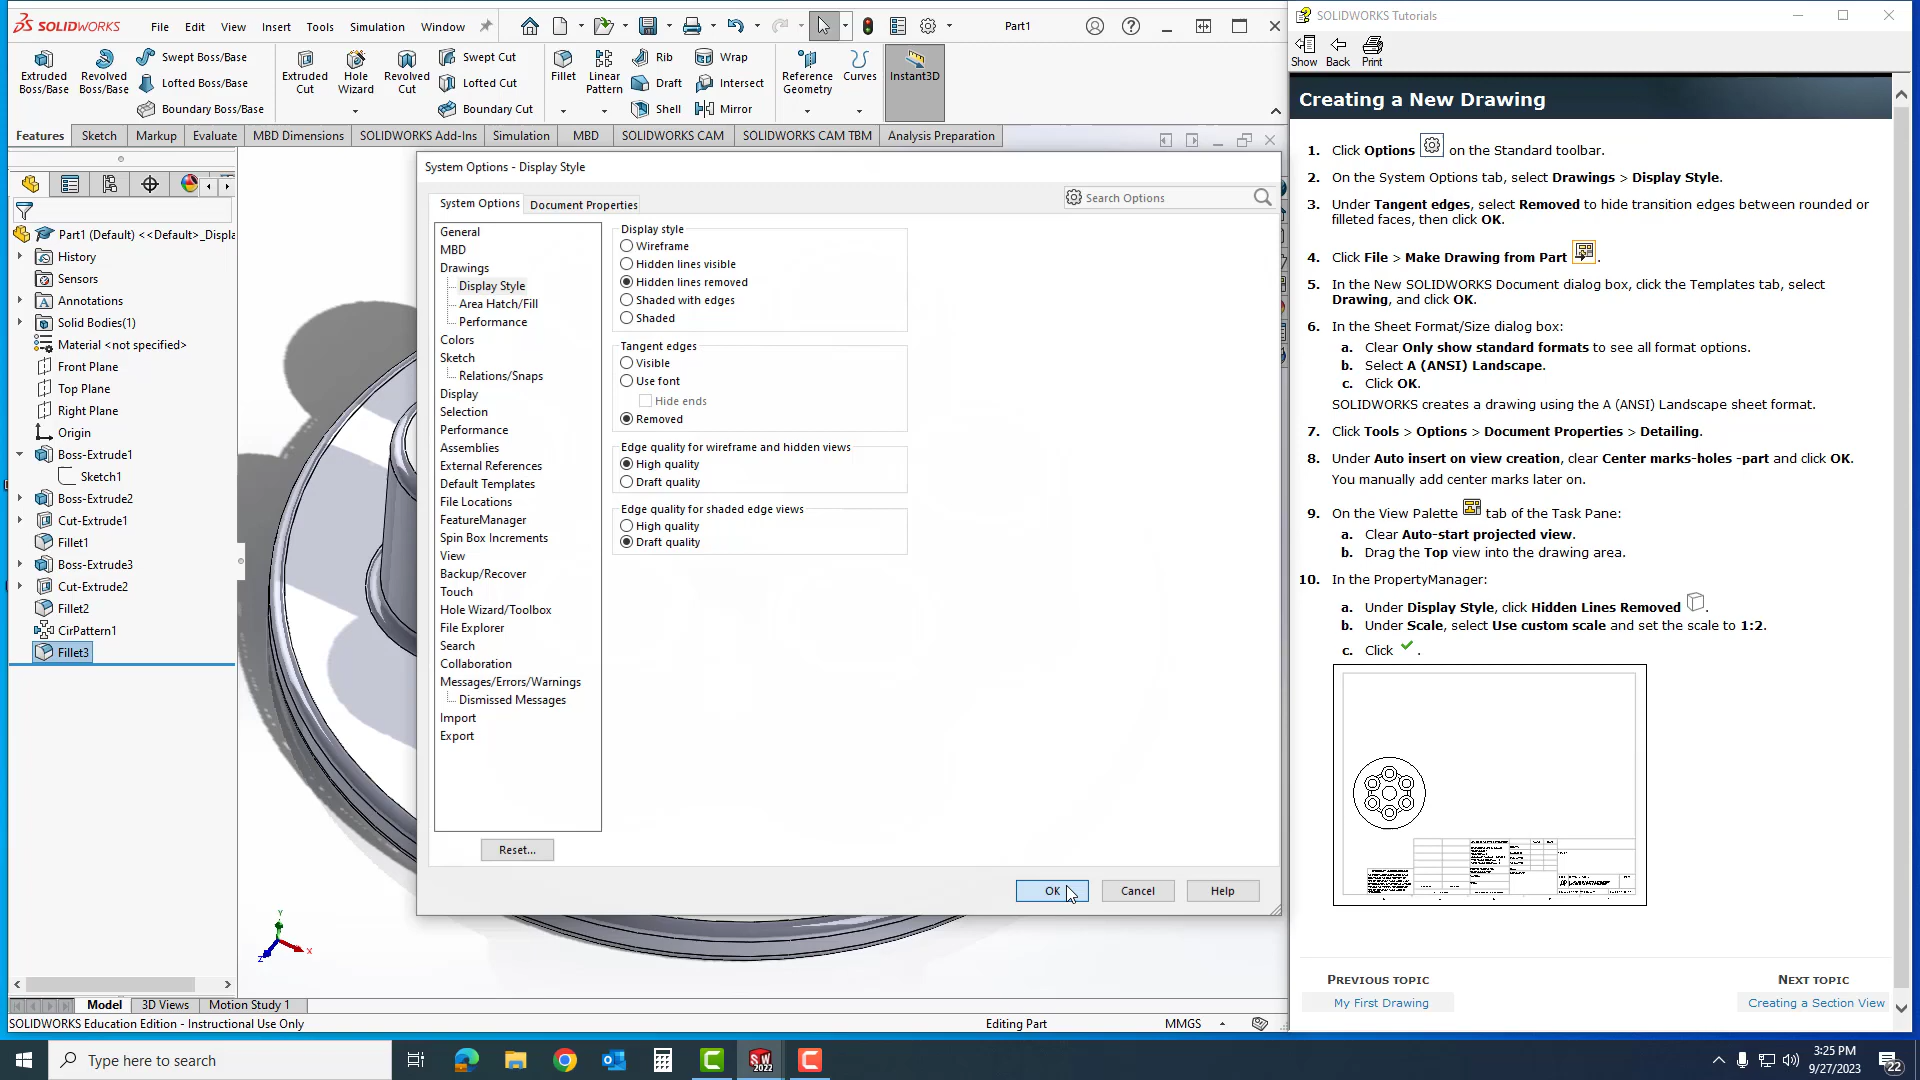 SOLIDWORKS File Edit View Insert Tools Simulation Window Part1
Extruded Boss/Base Revolved Boss/Base Swept Boss/Base Lofted Boss/Base Boundary Boss/Base
Extruded Cut Hole Wizard Revolved Cut Swept Cut Lofted Cut Boundary Cut
Fillet Linear Pattern Rib Draft Shell Wrap Intersect Mirror
Reference Geometry Curves Instant3D
Features Sketch Markup Evaluate MBD Dimensions SOLIDWORKS Add-Ins Simulation MBD SOLIDWORKS CAM SOLIDWORKS CAM TBM Analysis Preparation
Part1 (Default) <<Default>_Displa
History
Sensors
Annotations
Solid Bodies(1)
Material <not specified>
Front Plane
Top Plane
Right Plane
Origin
Boss-Extrude1
Sketch1
Boss-Extrude2
Cut-Extrude1
Fillet1
Boss-Extrude3
Cut-Extrude2
Fillet2
CirPattern1
Fillet3
System Options - Display Style
System Options Document Properties
Search Options
General
MBD
Drawings
Display Style
Area Hatch/Fill
Performance
Colors
Sketch
Relations/Snaps
Display
Selection
Performance
Assemblies
External References
Default Templates
File Locations
FeatureManager
Spin Box Increments
View
Backup/Recover
Touch
Hole Wizard/Toolbox
File Explorer
Search
Collaboration
Messages/Errors/Warnings
Dismissed Messages
Import
Export
Reset...
Display style
Wireframe
Hidden lines visible
Hidden lines removed
Shaded with edges
Shaded
Tangent edges
Visible
Use font
Hide ends
Removed
Edge quality for wireframe and hidden views
High quality
Draft quality
Edge quality for shaded edge views
High quality
Draft quality
OK Cancel Help
Y
X
Z
Model 3D Views Motion Study 1
SOLIDWORKS Education Edition - Instructional Use Only Editing Part MMGS
SOLIDWORKS Tutorials
Show Back Print
Creating a New Drawing
1. Click Options on the Standard toolbar.
2. On the System Options tab, select Drawings > Display Style.
3. Under Tangent edges, select Removed to hide transition edges between rounded or
filleted faces, then click OK.
4. Click File > Make Drawing from Part .
5. In the New SOLIDWORKS Document dialog box, click the Templates tab, select
Drawing, and click OK.
6. In the Sheet Format/Size dialog box:
a. Clear Only show standard formats to see all format options.
b. Select A (ANSI) Landscape.
c. Click OK.
SOLIDWORKS creates a drawing using the A (ANSI) Landscape sheet format.
7. Click Tools > Options > Document Properties > Detailing.
8. Under Auto insert on view creation, clear Center marks-holes -part and click OK.
You manually add center marks later on.
9. On the View Palette tab of the Task Pane:
a. Clear Auto-start projected view.
b. Drag the Top view into the drawing area.
10. In the PropertyManager:
a. Under Display Style, click Hidden Lines Removed .
b. Under Scale, select Use custom scale and set the scale to 1:2.
c. Click .
PREVIOUS TOPIC NEXT TOPIC
My First Drawing Creating a Section View
Type here to search
SW 2022
3:25 PM
9/27/2023
22